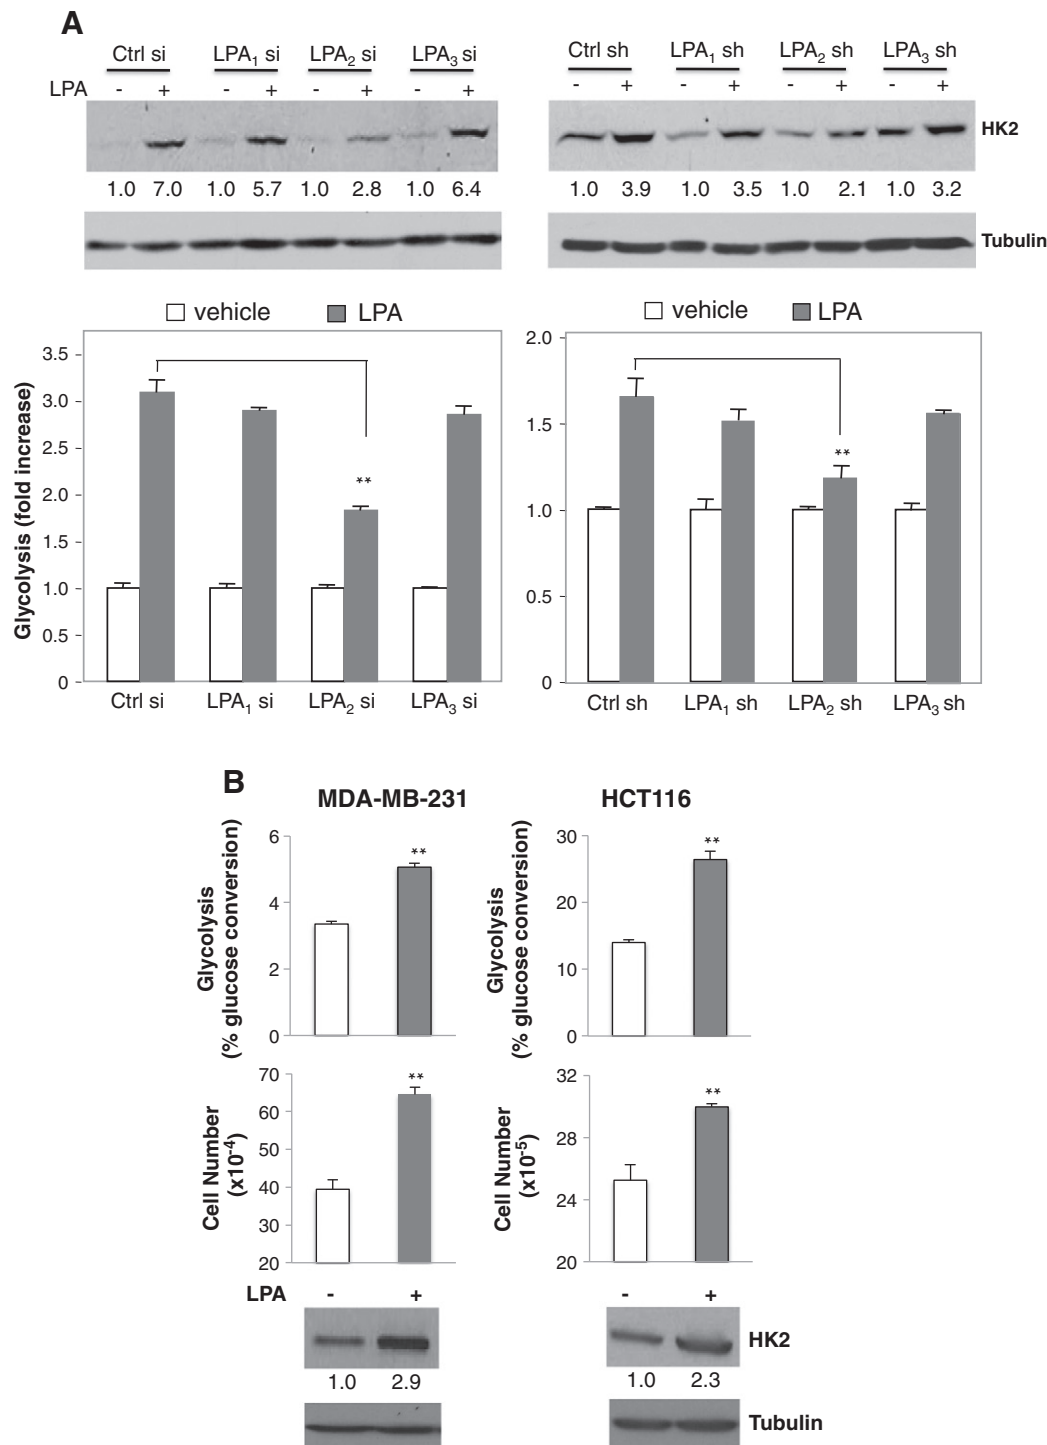 A
Ctrl si LPA1 si LPA2 si LPA3 si
LPA - + - + - + - +
1.0 7.0 1.0 5.7 1.0 2.8 1.0 6.4
Ctrl sh LPA1 sh LPA2 sh LPA3 sh
- + - + - + - +
HK2
1.0 3.9 1.0 3.5 1.0 2.1 1.0 3.2
Tubulin
vehicle LPA
Glycolysis (fold increase)
3.5
3.0
2.5
2.0
1.5
1.0
0.5
0
**
Ctrl si LPA1 si LPA2 si LPA3 si
vehicle LPA
2.0
1.5
1.0
0.5
0
**
Ctrl sh LPA1 sh LPA2 sh LPA3 sh
B
MDA-MB-231
Glycolysis
(% glucose conversion)
6
4
2
0
**
HCT116
Glycolysis
(% glucose conversion)
30
20
10
0
**
Cell Number
(x10-4)
70
60
50
40
30
20
**
Cell Number
(x10-5)
32
28
24
20
**
LPA - + - +
HK2
1.0 2.9 1.0 2.3
Tubulin